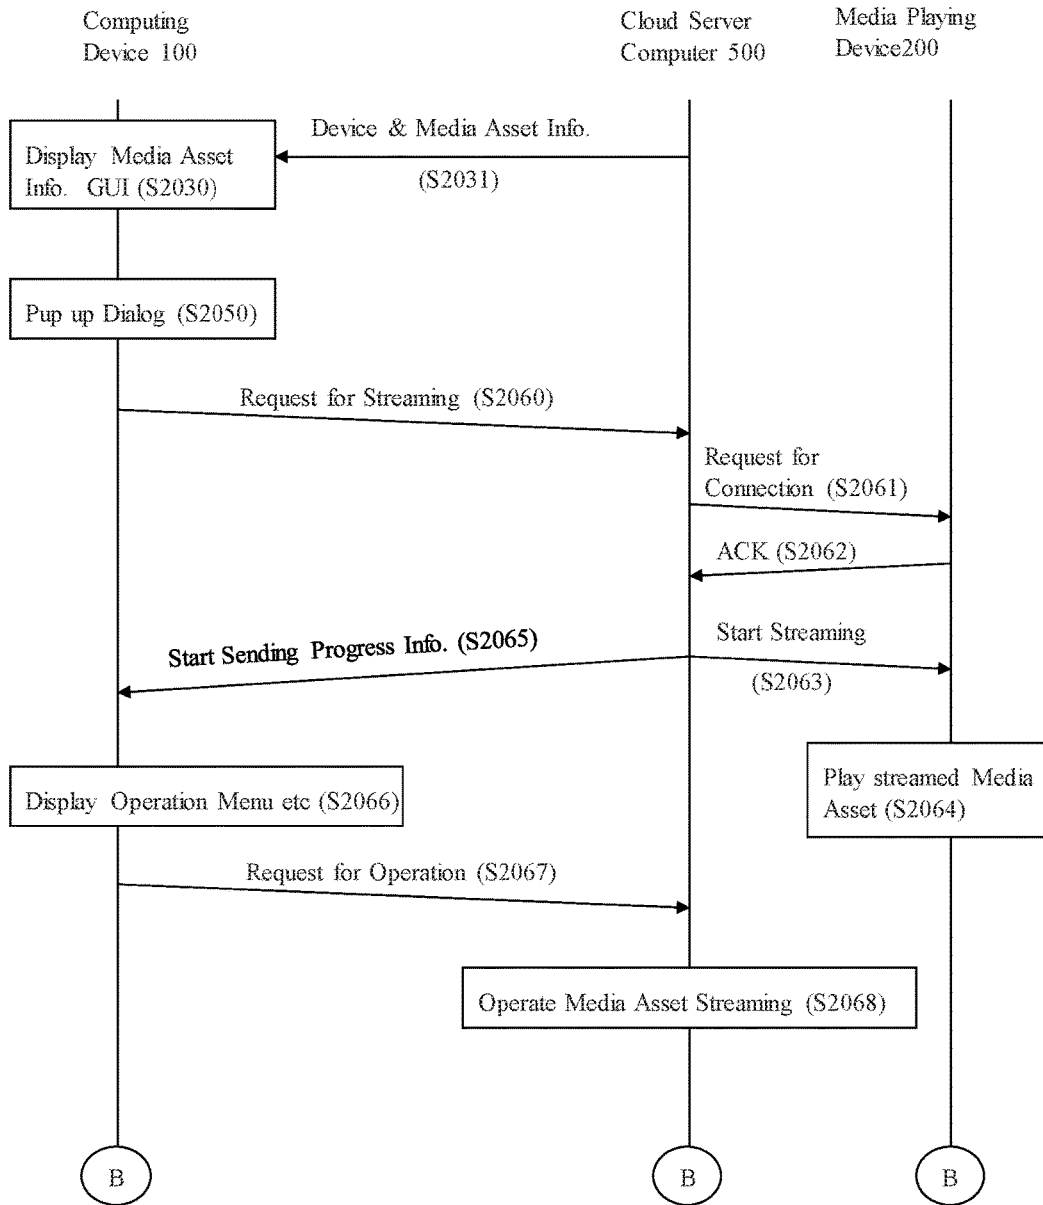 Computing
Device 100
Cloud Server
Computer 500
Media Playing
Device200
Device & Media Asset Info.
(S2031)
Display Media Asset
Info. GUI (S2030)
Pup up Dialog (S2050)
Request for Streaming (S2060)
Request for
Connection (S2061)
ACK (S2062)
Start Sending Progress Info. (S2065)
Start Streaming
(S2063)
Display Operation Menu etc (S2066)
Play streamed Media
Asset (S2064)
Request for Operation (S2067)
Operate Media Asset Streaming (S2068)
B
B
B